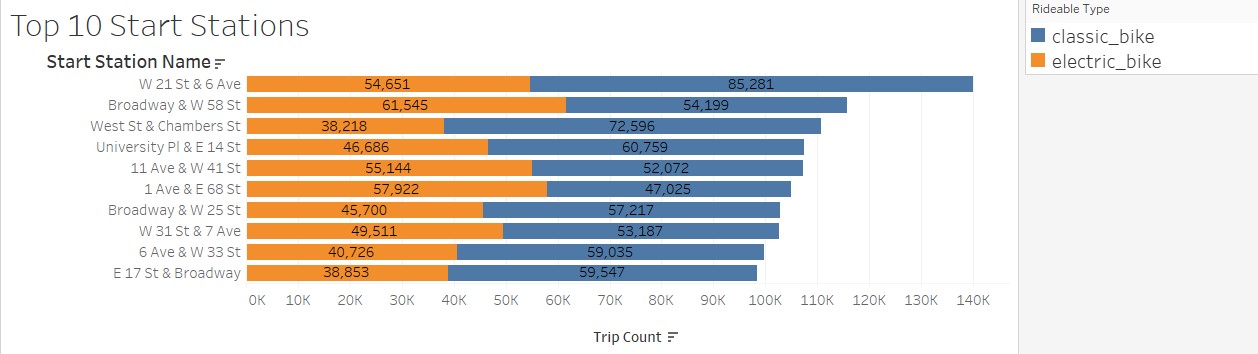 Top 10 Start Stations
Start Station Name
W 21 St & 6 Ave 54,651 85,281
Broadway & W 58 St 61,545 54,199
West St & Chambers St 38,218 72,596
University Pl & E 14 St 46,686 60,759
11 Ave & W 41 St 55,144 52,072
1 Ave & E 68 St 57,922 47,025
Broadway & W 25 St 45,700 57,217
W 31 St & 7 Ave 49,511 53,187
6 Ave & W 33 St 40,726 59,035
E 17 St & Broadway 38,853 59,547
0K 10K 20K 30K 40K 50K 60K 70K 80K 90K 100K 110K 120K 130K 140K
Trip Count
Rideable Type
classic_bike
electric_bike